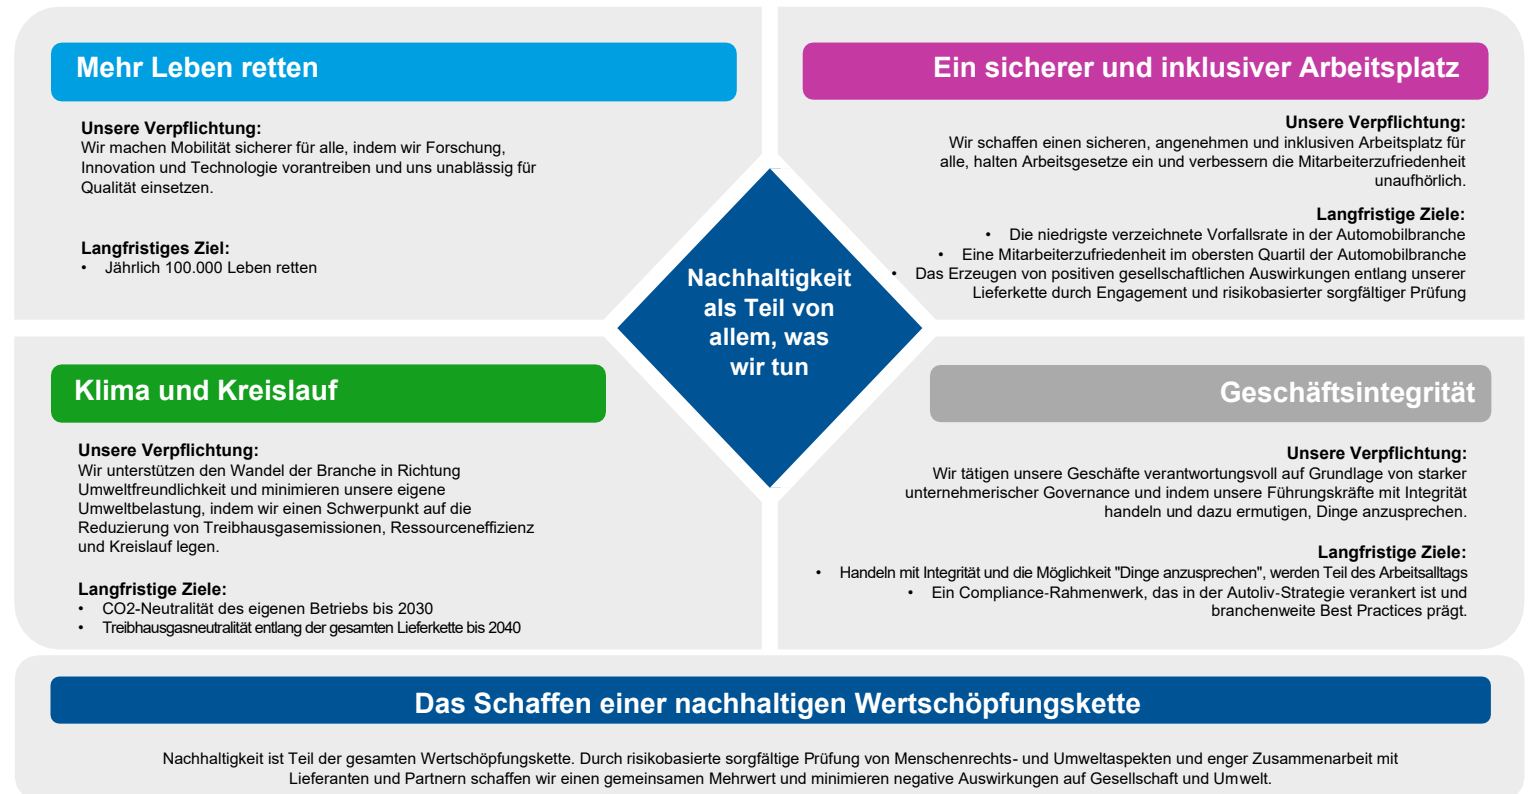 Mehr Leben retten
Unsere Verpflichtung:
Wir machen Mobilität sicherer für alle, indem wir Forschung,
Innovation und Technologie vorantreiben und uns unablässig für
Qualität einsetzen.
Langfristiges Ziel:
• Jährlich 100.000 Leben retten
Ein sicherer und inklusiver Arbeitsplatz
Unsere Verpflichtung:
Wir schaffen einen sicheren, angenehmen und inklusiven Arbeitsplatz für
alle, halten Arbeitsgesetze ein und verbessern die Mitarbeiterzufriedenheit
unaufhörlich.
Langfristige Ziele:
• Die niedrigste verzeichnete Vorfallsrate in der Automobilbranche
• Eine Mitarbeiterzufriedenheit im obersten Quartil der Automobilbranche
• Das Erzeugen von positiven gesellschaftlichen Auswirkungen entlang unserer
Lieferkette durch Engagement und risikobasierter sorgfältiger Prüfung
Nachhaltigkeit
als Teil von
allem, was
wir tun
Klima und Kreislauf
Unsere Verpflichtung:
Wir unterstützen den Wandel der Branche in Richtung
Umweltfreundlichkeit und minimieren unsere eigene
Umweltbelastung, indem wir einen Schwerpunkt auf die
Reduzierung von Treibhausgasemissionen, Ressourceneffizienz
und Kreislauf legen.
Langfristige Ziele:
• CO2-Neutralität des eigenen Betriebs bis 2030
• Treibhausgasneutralität entlang der gesamten Lieferkette bis 2040
Geschäftsintegrität
Unsere Verpflichtung:
Wir tätigen unsere Geschäfte verantwortungsvoll auf Grundlage von starker
unternehmerischer Governance und indem unsere Führungskräfte mit Integrität
handeln und dazu ermutigen, Dinge anzusprechen.
Langfristige Ziele:
• Handeln mit Integrität und die Möglichkeit "Dinge anzusprechen", werden Teil des Arbeitsalltags
• Ein Compliance-Rahmenwerk, das in der Autoliv-Strategie verankert ist und
branchenweite Best Practices prägt.
Das Schaffen einer nachhaltigen Wertschöpfungskette
Nachhaltigkeit ist Teil der gesamten Wertschöpfungskette. Durch risikobasierte sorgfältige Prüfung von Menschenrechts- und Umweltaspekten und enger Zusammenarbeit mit
Lieferanten und Partnern schaffen wir einen gemeinsamen Mehrwert und minimieren negative Auswirkungen auf Gesellschaft und Umwelt.